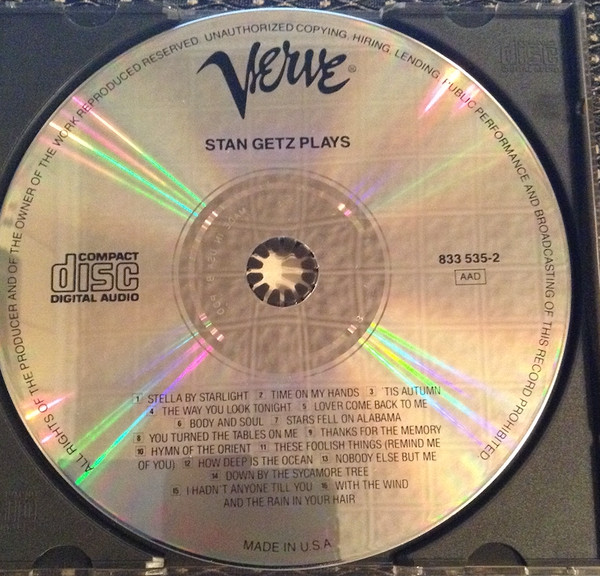 ALL RIGHTS OF THE PRODUCER AND OF THE OWNER OF THE WORK REPRODUCED RESERVED. UNAUTHORIZED COPYING, HIRING, LENDING, PUBLIC PERFORMANCE AND BROADCASTING OF THIS RECORD PROHIBITED.
VERVE®
STAN GETZ PLAYS
COMPACT
disc
DIGITAL AUDIO
833 535-2
AAD
1 STELLA BY STARLIGHT 2 TIME ON MY HANDS 3 'TIS AUTUMN
4 THE WAY YOU LOOK TONIGHT 5 LOVER COME BACK TO ME
6 BODY AND SOUL 7 STARS FELL ON ALABAMA
8 YOU TURNED THE TABLES ON ME 9 THANKS FOR THE MEMORY
10 HYMN OF THE ORIENT 11 THESE FOOLISH THINGS (REMIND ME
OF YOU) 12 HOW DEEP IS THE OCEAN 13 NOBODY ELSE BUT ME
14 DOWN BY THE SYCAMORE TREE
15 I HADN'T ANYONE TILL YOU 16 WITH THE WIND
AND THE RAIN IN YOUR HAIR
MADE IN U.S.A.